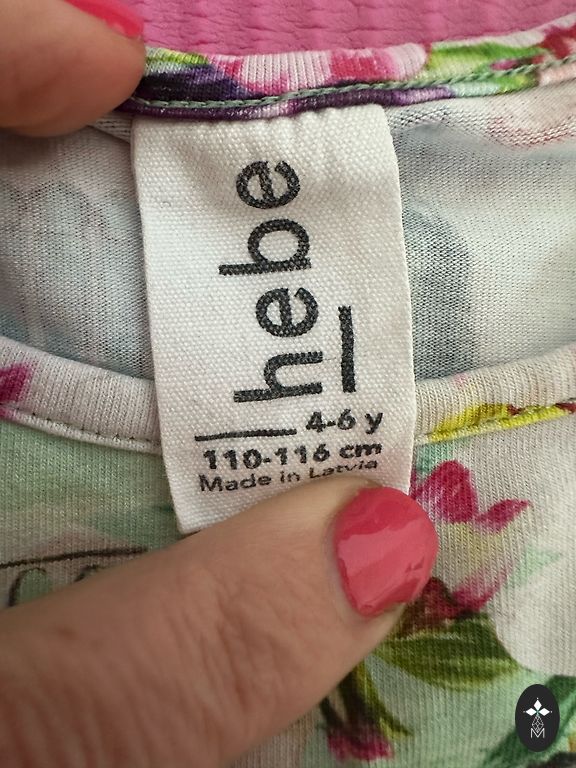 hebe
4-6 y
110-116 cm
Made in Latvia